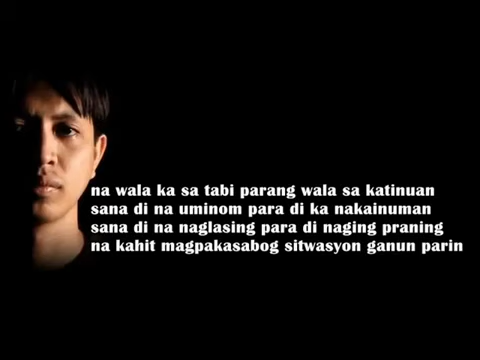 na wala ka sa tabi parang wala sa katinuan
sana di na uminom para di ka nakainuman
sana di na naglasing para di naging praning
na kahit magpakasabog sitwasyon ganun parin